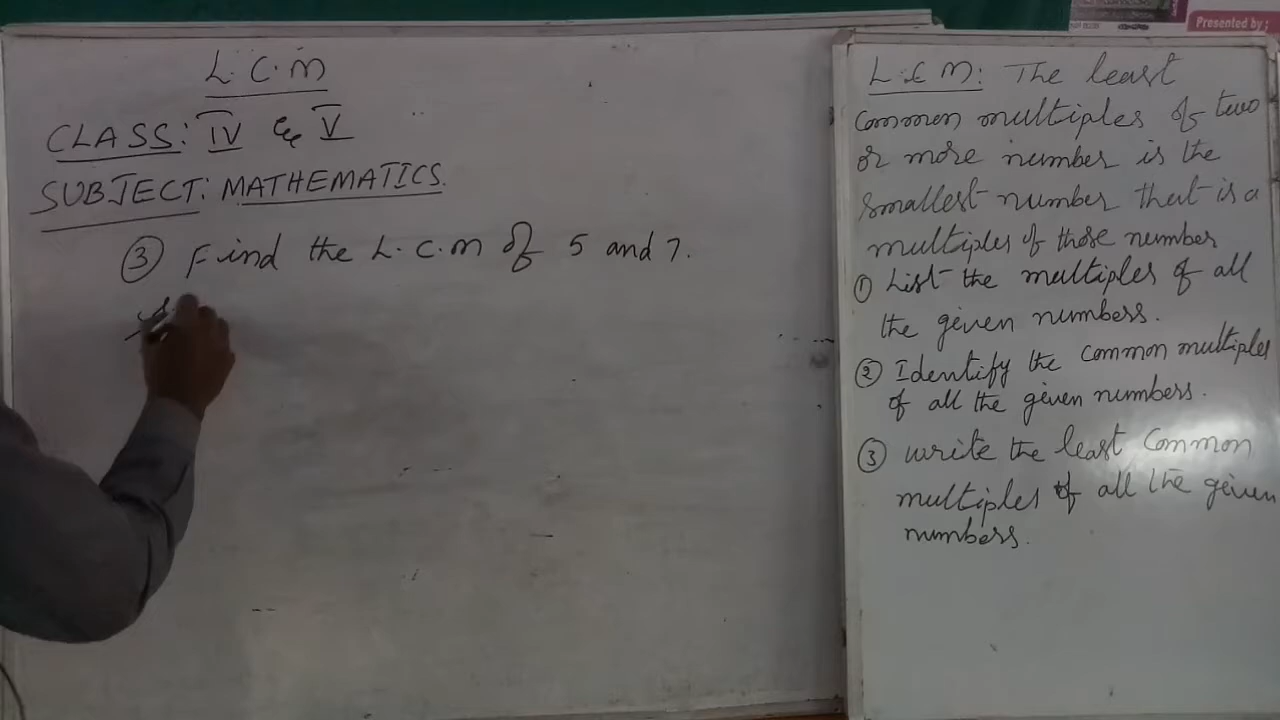 L.C.M
CLASS: IV & V
SUBJECT: MATHEMATICS.
③ Find the L.C.M of 5 and 7.
L.C.M: The least
common multiples of two
or more number is the
smallest number that is a
multiples of those number
① List the multiples of all
the given numbers.
② Identify the common multiples
of all the given numbers.
③ write the least Common
multiples of all the given
numbers.
Presented by :